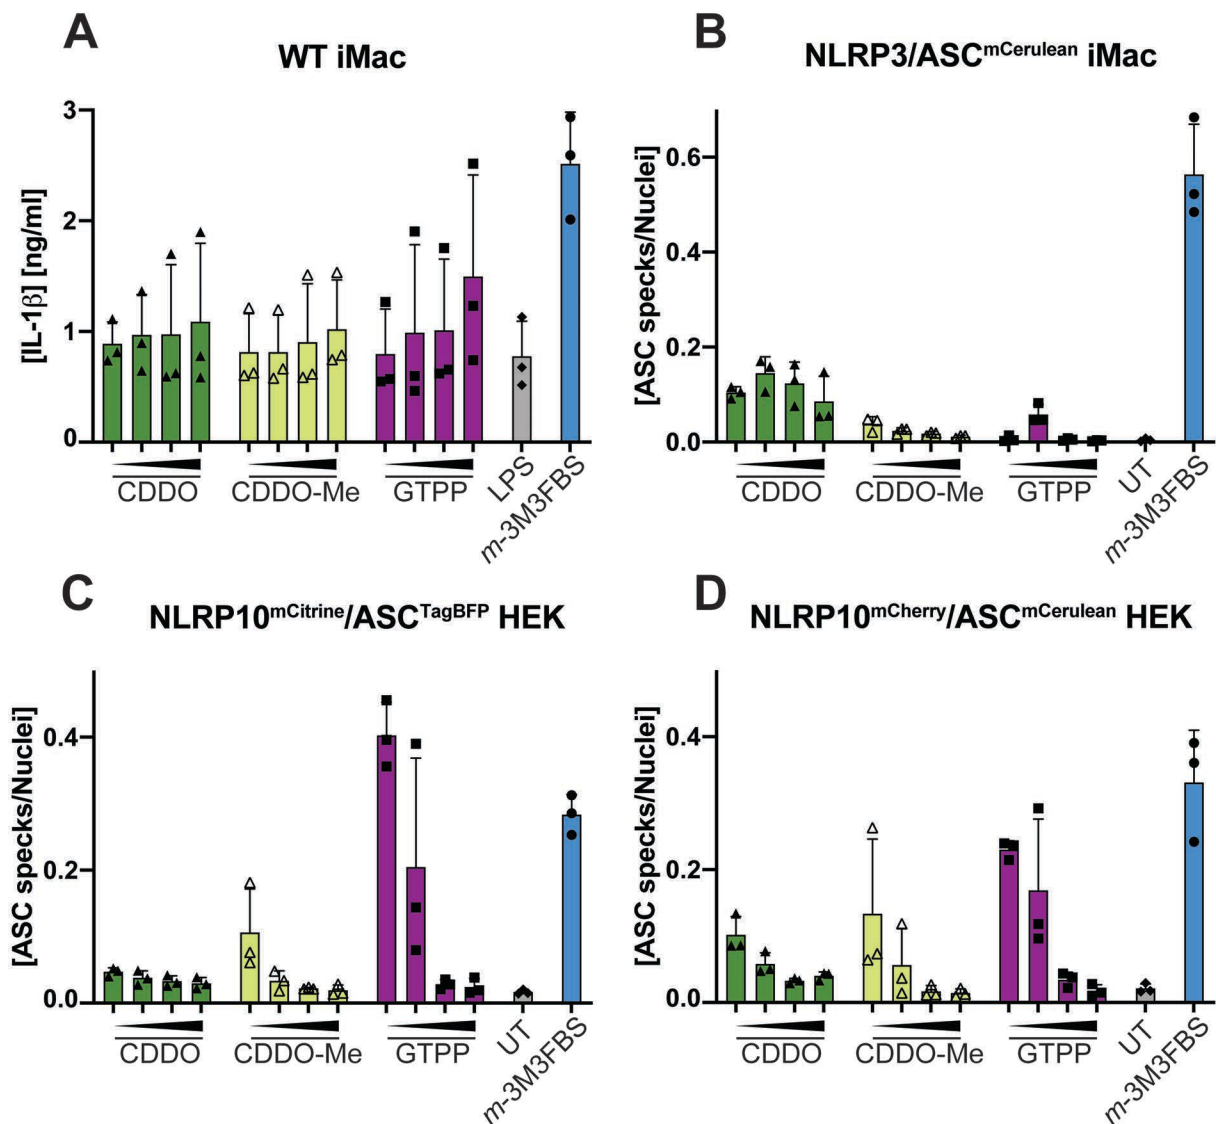 A
WT iMac
[IL-1β] [ng/ml]
3
2
1
0
CDDO
CDDO-Me
GTPP
LPS
m-3M3FBS
B
NLRP3/ASCmCerulean iMac
[ASC specks/Nuclei]
0.6
0.4
0.2
0.0
CDDO
CDDO-Me
GTPP
UT
m-3M3FBS
C
NLRP10mCitrine/ASCTagBFP HEK
[ASC specks/Nuclei]
0.4
0.2
0.0
CDDO
CDDO-Me
GTPP
UT
m-3M3FBS
D
NLRP10mCherry/ASCmCerulean HEK
[ASC specks/Nuclei]
0.4
0.2
0.0
CDDO
CDDO-Me
GTPP
UT
m-3M3FBS